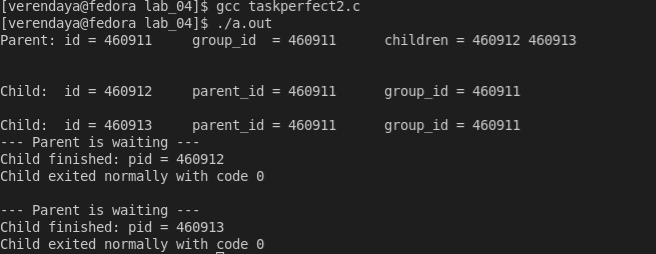 [verendaya@fedora lab_04]$ gcc taskperfect2.c
[verendaya@fedora lab_04]$ ./a.out
Parent: id = 460911     group_id  = 460911      children = 460912 460913
Child:  id = 460912     parent_id = 460911      group_id = 460911
Child:  id = 460913     parent_id = 460911      group_id = 460911
--- Parent is waiting ---
Child finished: pid = 460912
Child exited normally with code 0
--- Parent is waiting ---
Child finished: pid = 460913
Child exited normally with code 0